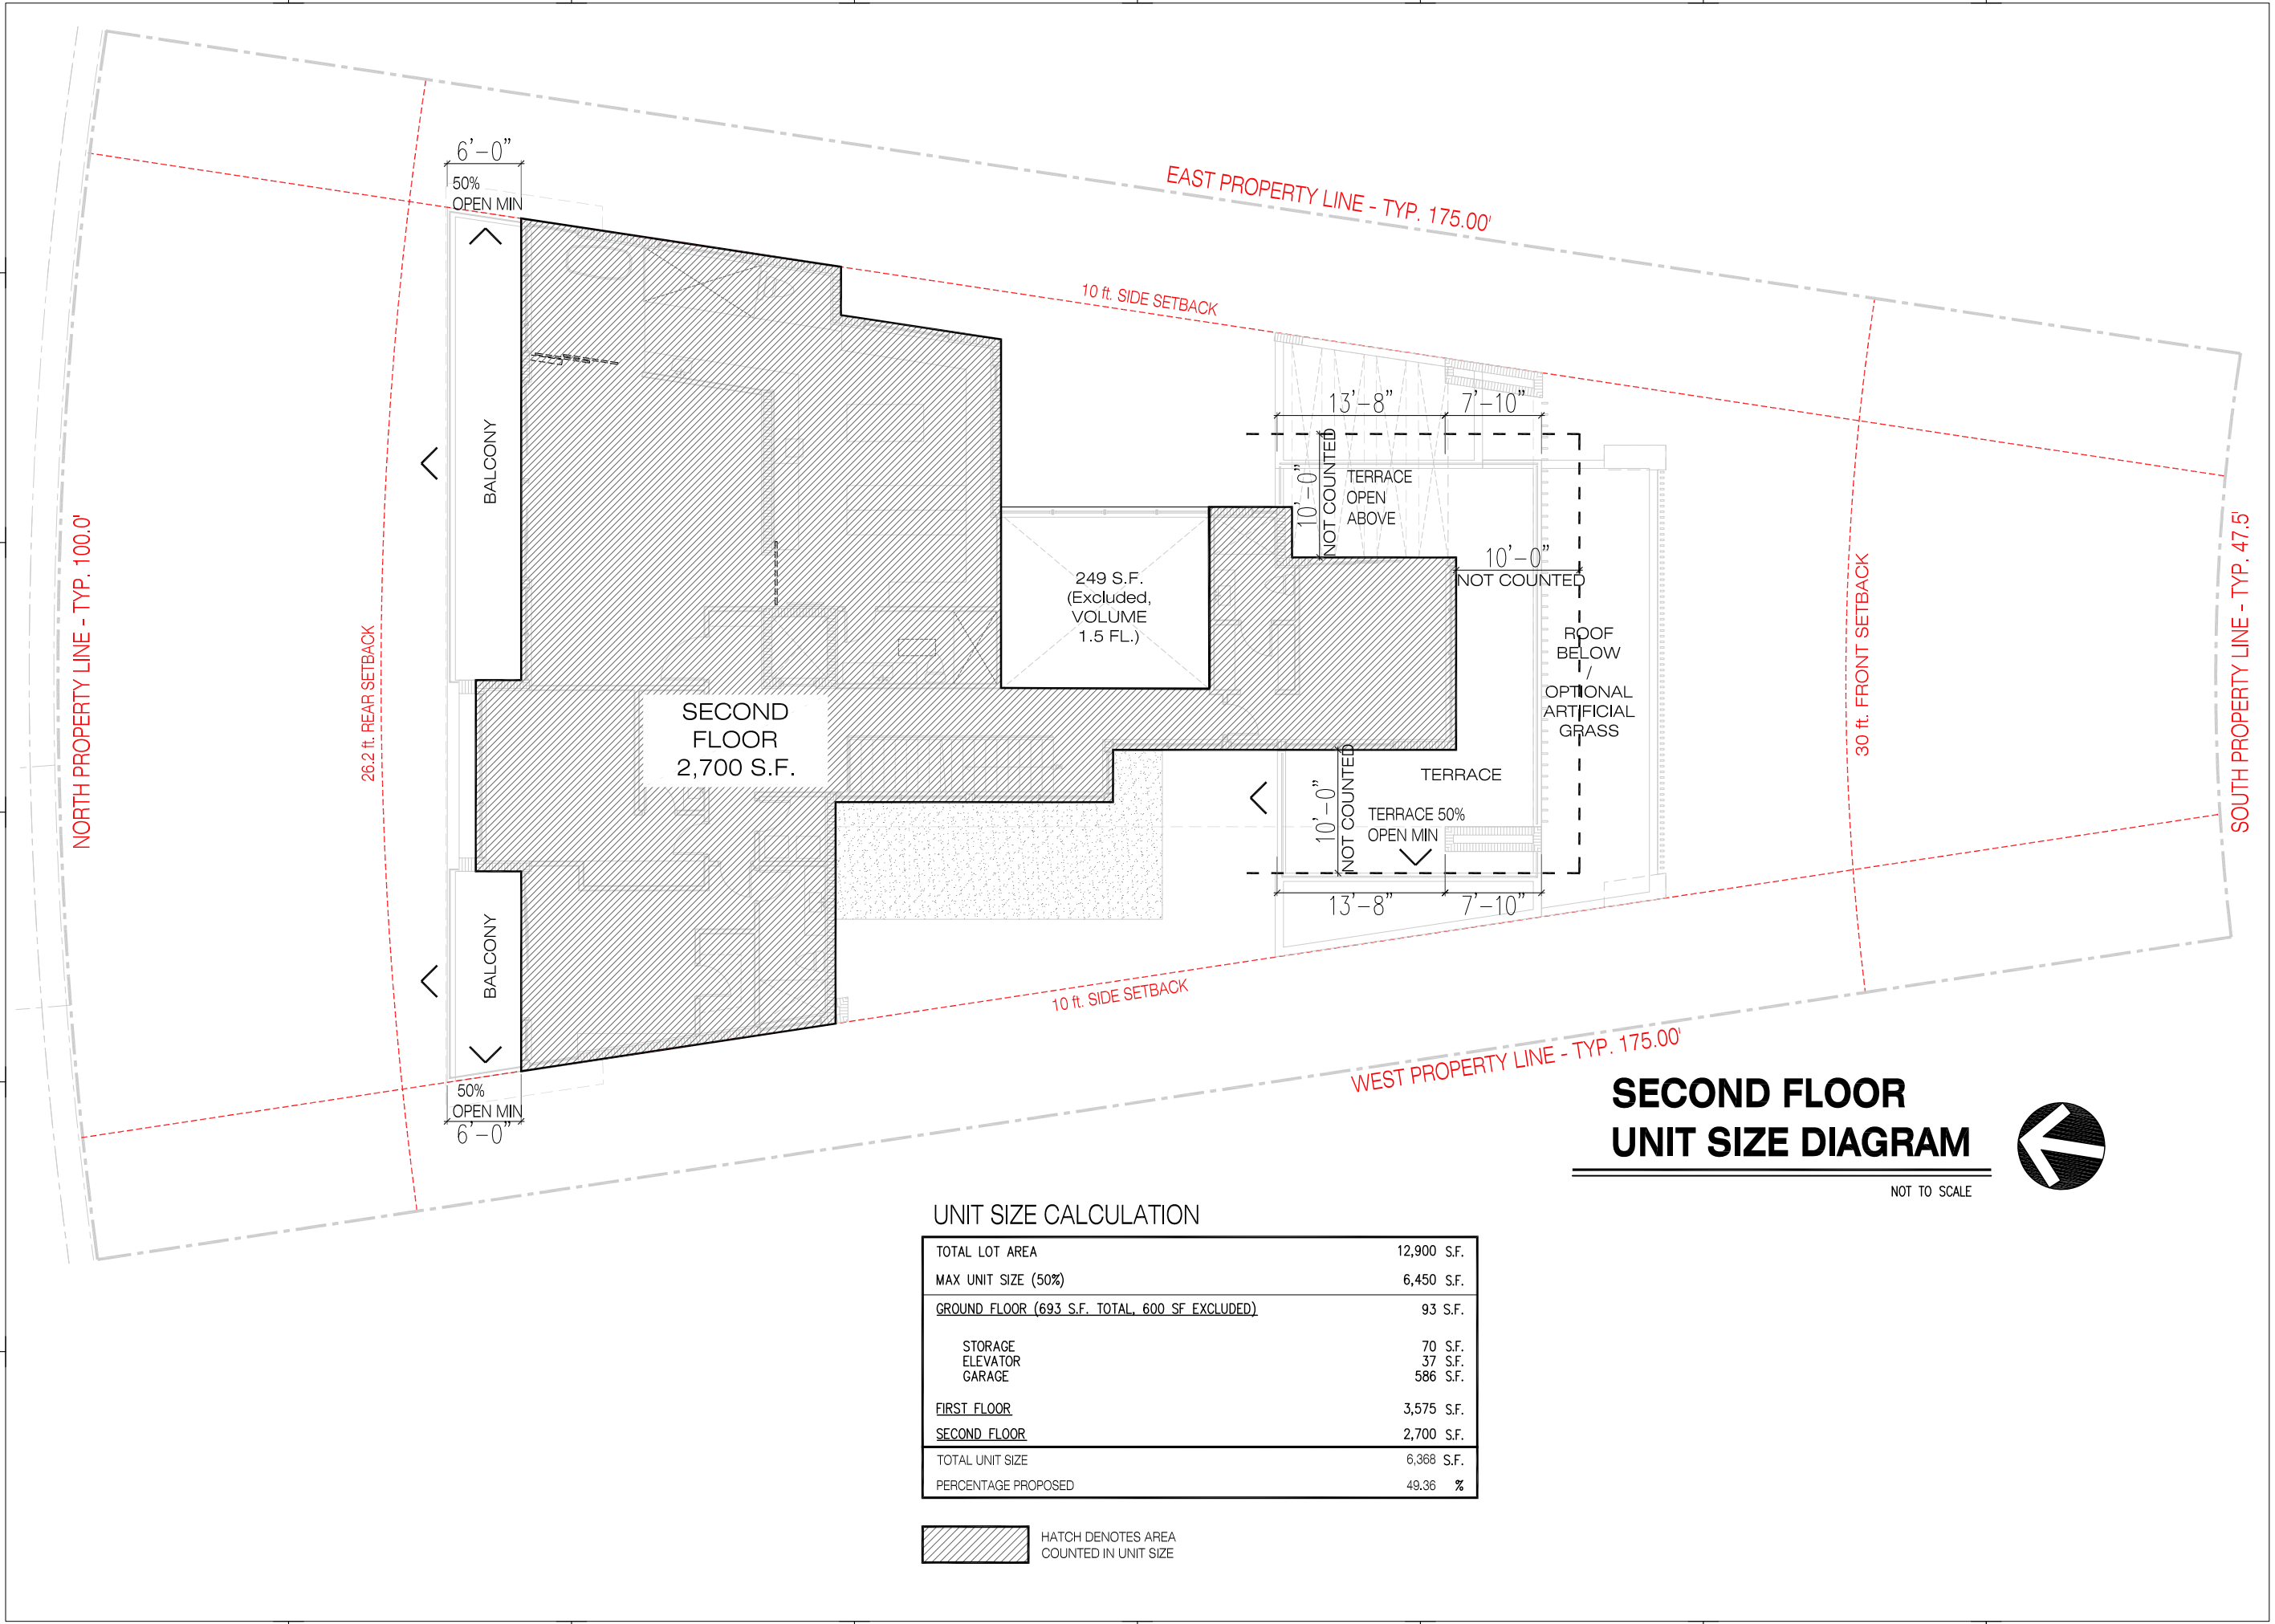 6'-0"
50%
OPEN MIN
EAST PROPERTY LINE - TYP. 175.00'
10 ft. SIDE SETBACK
BALCONY
13'-8"
7'-10"
10'-0"
NOT COUNTED
TERRACE
OPEN
ABOVE
10'-0"
NOT COUNTED
249 S.F.
(Excluded,
VOLUME
1.5 FL.)
NORTH PROPERTY LINE - TYP. 100.0'
26.2 ft. REAR SETBACK
SECOND
FLOOR
2,700 S.F.
ROOF
BELOW
/
OPTIONAL
ARTIFICIAL
GRASS
30 ft. FRONT SETBACK
SOUTH PROPERTY LINE - TYP. 47.5'
TERRACE
10'-0"
NOT COUNTED
TERRACE 50%
OPEN MIN
13'-8"
7'-10"
BALCONY
10 ft. SIDE SETBACK
50%
OPEN MIN
6'-0"
WEST PROPERTY LINE - TYP. 175.00'
SECOND FLOOR
UNIT SIZE DIAGRAM
NOT TO SCALE
UNIT SIZE CALCULATION
TOTAL LOT AREA 12,900 S.F.
MAX UNIT SIZE (50%) 6,450 S.F.
GROUND FLOOR (693 S.F. TOTAL, 600 SF EXCLUDED) 93 S.F.
STORAGE 70 S.F.
ELEVATOR 37 S.F.
GARAGE 586 S.F.
FIRST FLOOR 3,575 S.F.
SECOND FLOOR 2,700 S.F.
TOTAL UNIT SIZE 6,368 S.F.
PERCENTAGE PROPOSED 49.36 %
HATCH DENOTES AREA
COUNTED IN UNIT SIZE